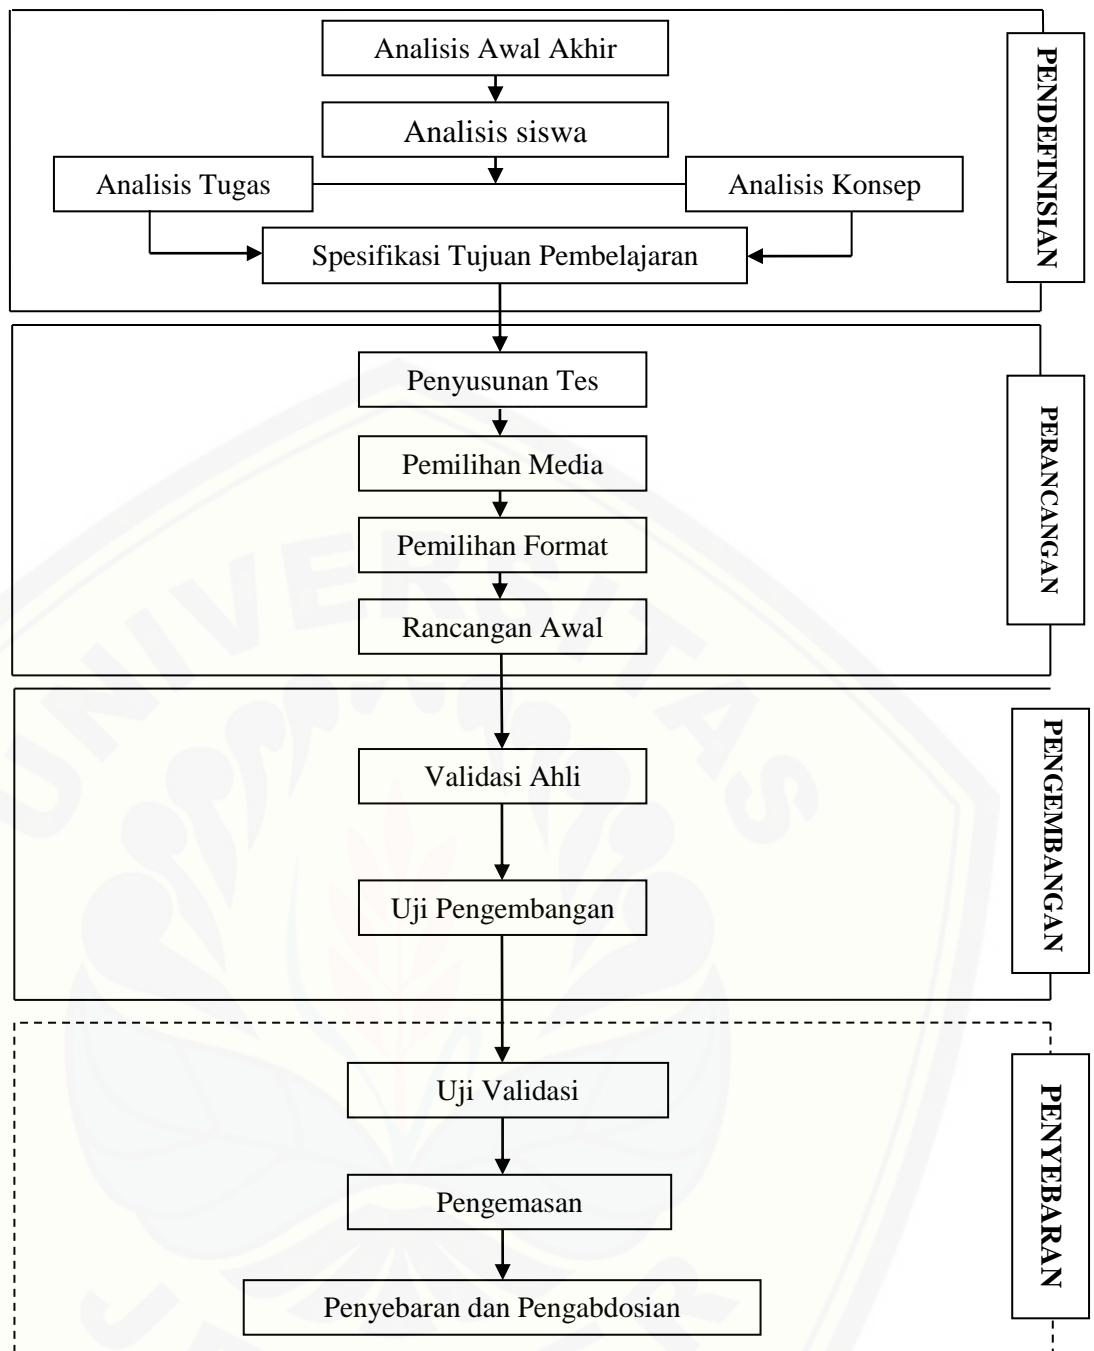 Analisis Awal Akhir
Analisis siswa
Analisis Tugas
Analisis Konsep
Spesifikasi Tujuan Pembelajaran
PENDEFINISIAN
Penyusunan Tes
Pemilihan Media
Pemilihan Format
Rancangan Awal
PERANCANGAN
Validasi Ahli
Uji Pengembangan
PENGEMBANGAN
Uji Validasi
Pengemasan
Penyebaran dan Pengabdosian
PENYEBARAN
UNIVERSITAS